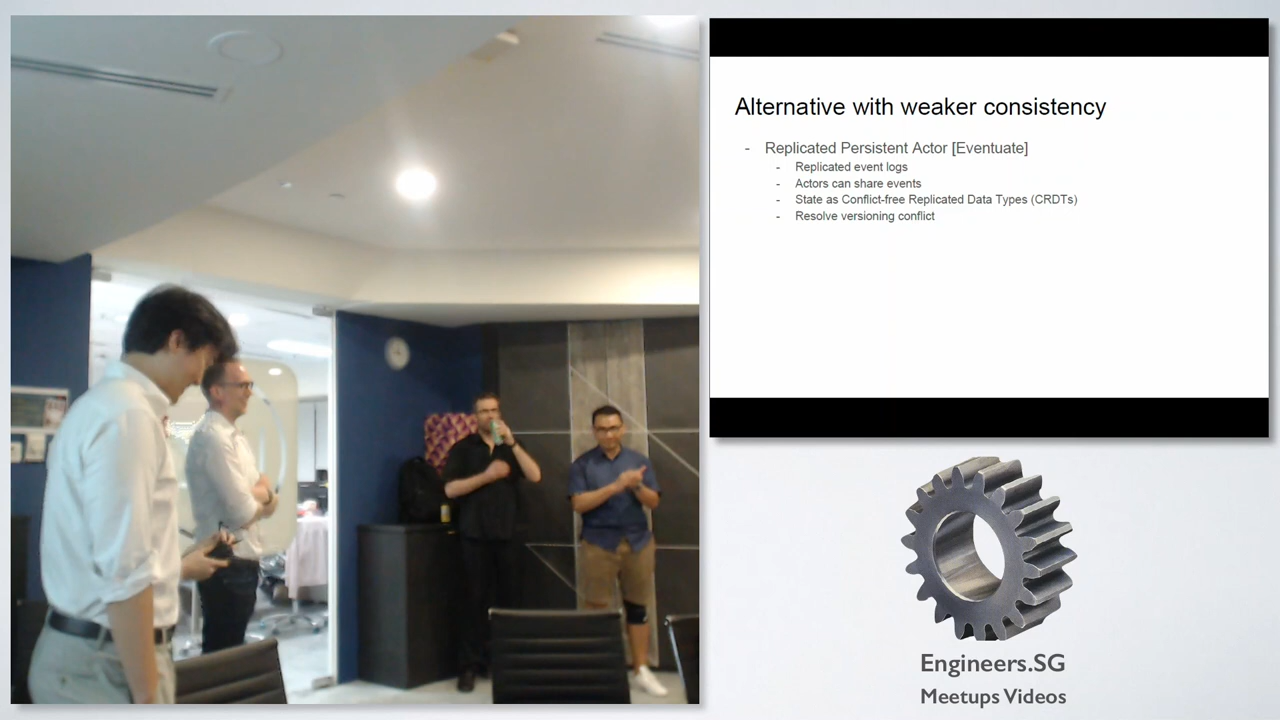 Alternative with weaker consistency
- Replicated Persistent Actor [Eventuate]
- Replicated event logs
- Actors can share events
- State as Conflict-free Replicated Data Types (CRDTs)
- Resolve versioning conflict
Engineers.SG
Meetups Videos